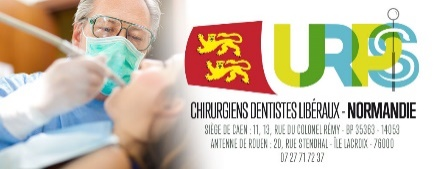 URPS
CHIRURGIENS DENTISTES LIBÉRAUX - NORMANDIE
SIÈGE DE CAEN : 11, 13, RUE DU COLONEL RÉMY - BP 35363 - 14053
ANTENNE DE ROUEN : 20, RUE STENDHAL - ÎLE LACROIX - 76000
07 27 71 72 37